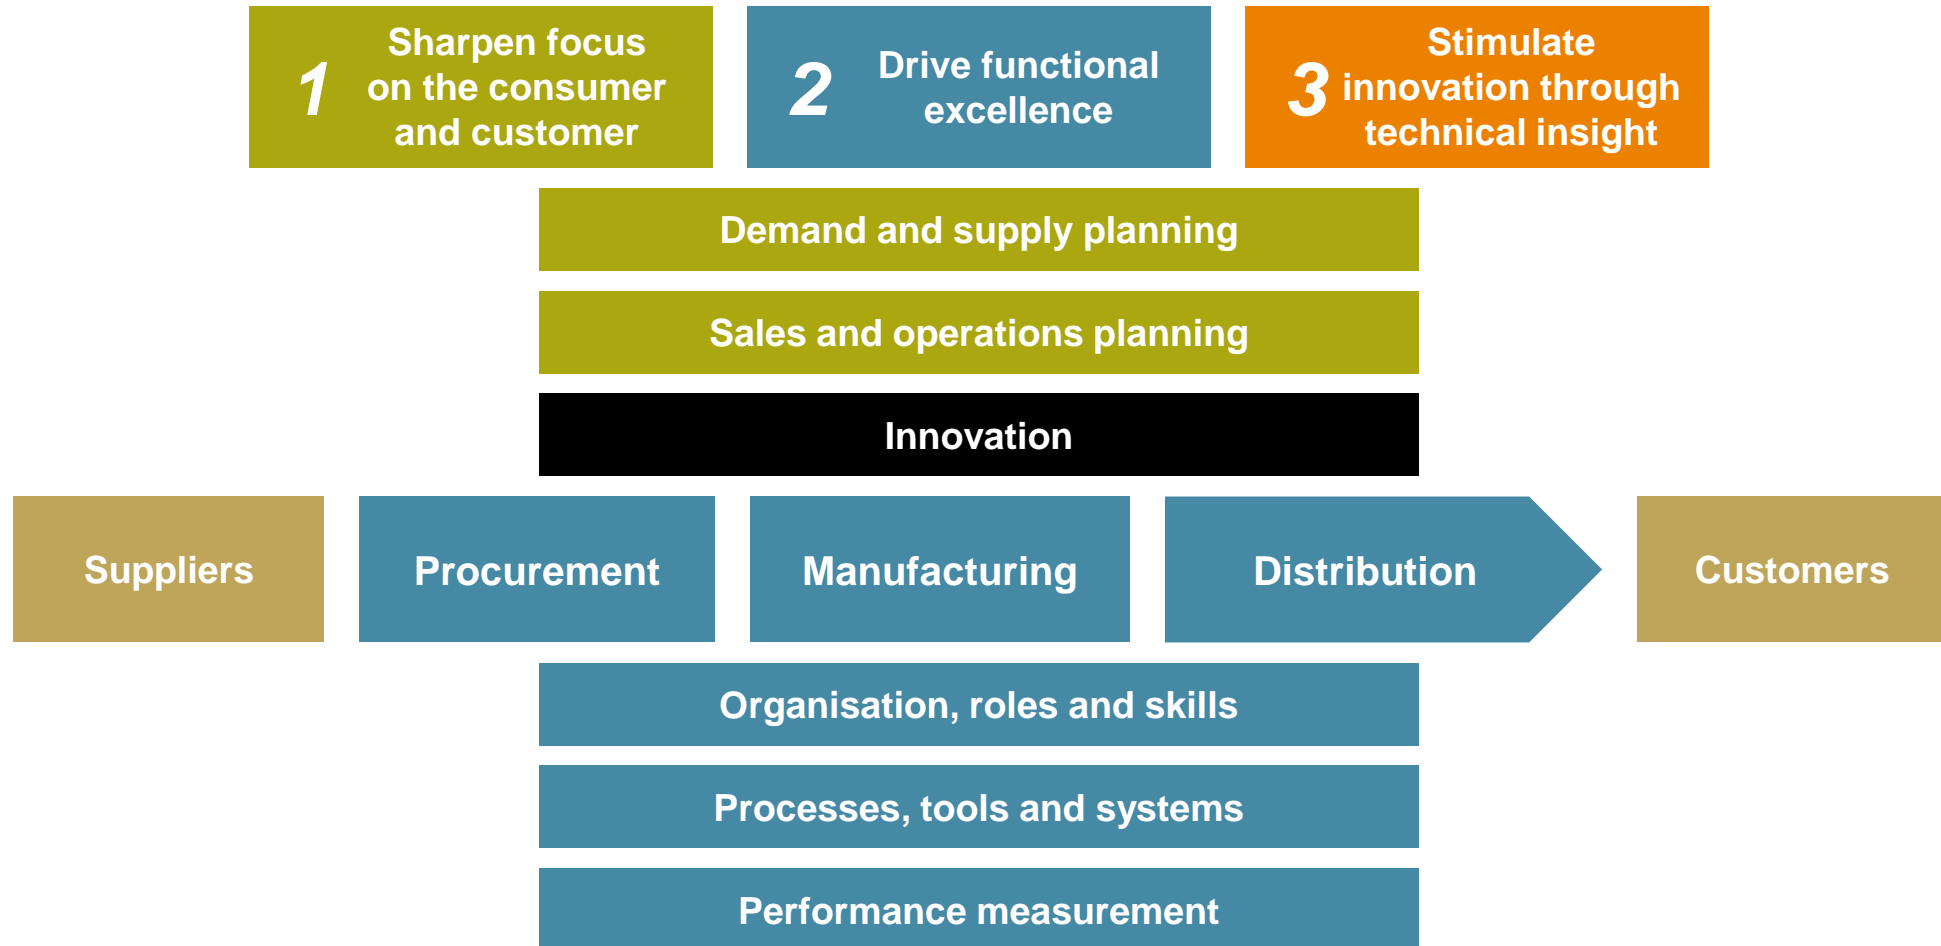 1
Sharpen focus
on the consumer
and customer
2
Drive functional
excellence
3
Stimulate
innovation through
technical insight
Demand and supply planning
Sales and operations planning
Innovation
Suppliers
Procurement
Manufacturing
Distribution
Customers
Organisation, roles and skills
Processes, tools and systems
Performance measurement